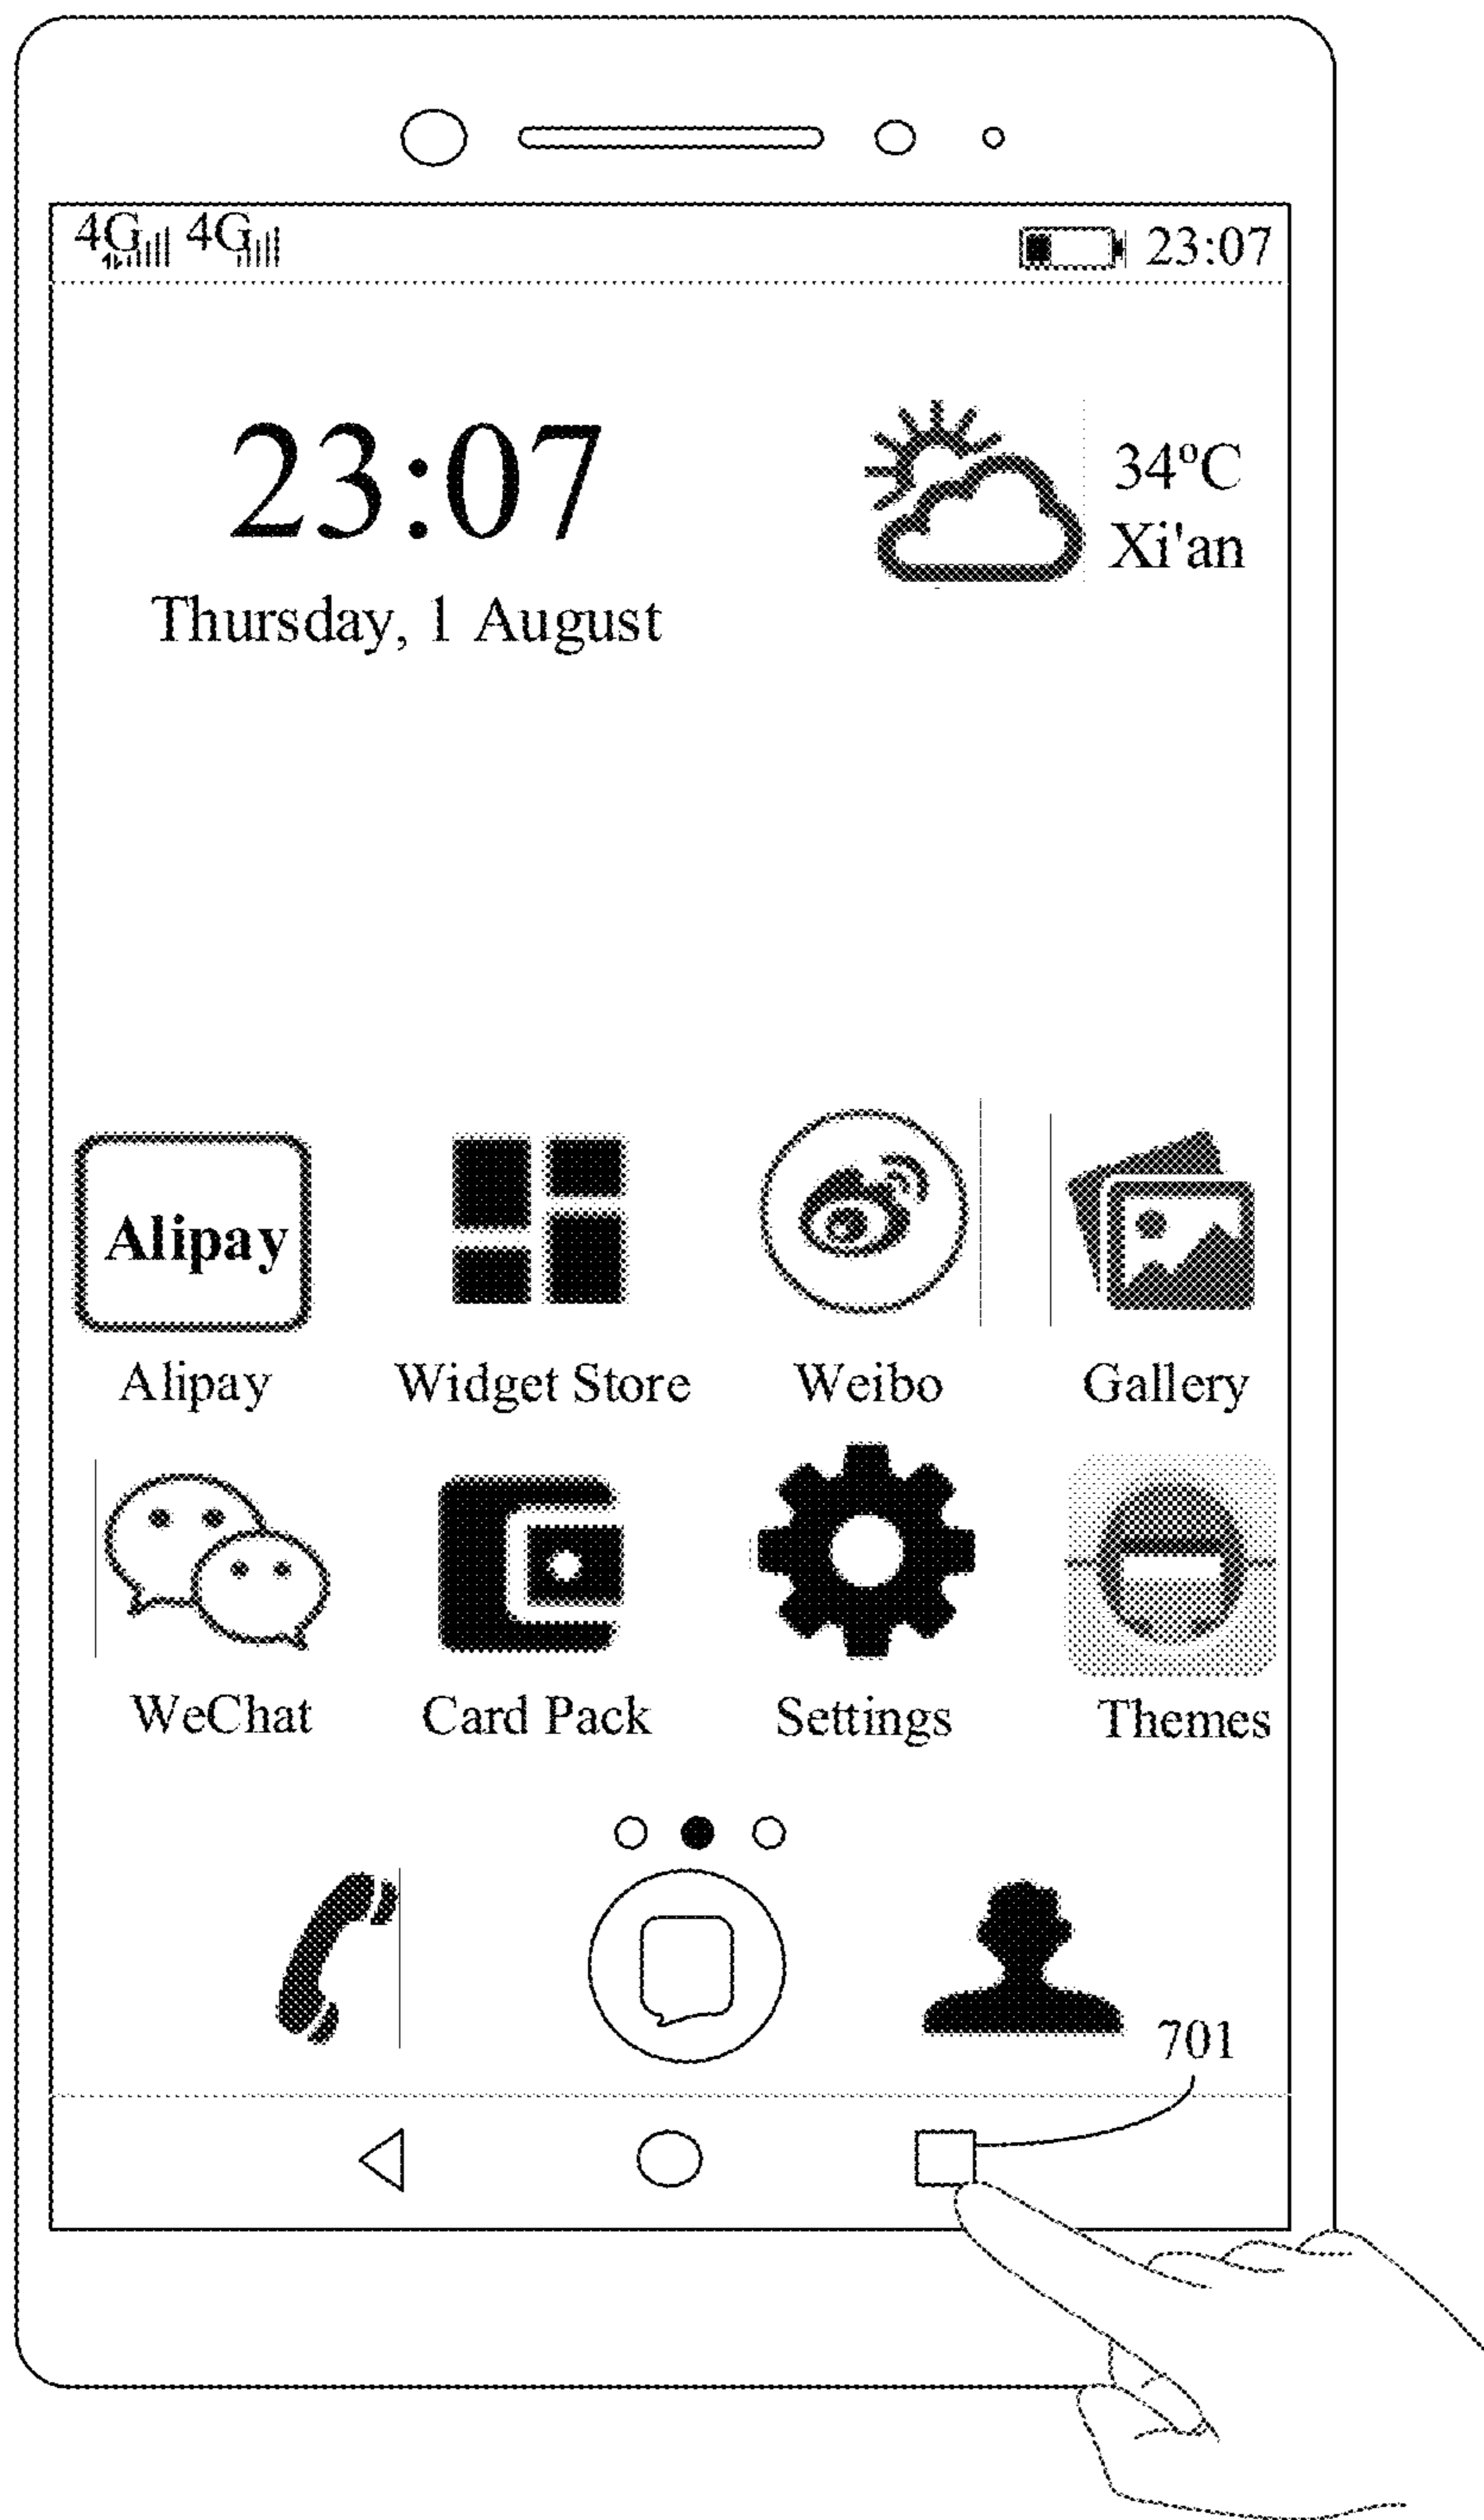 4G 4G 23:07
23:07
34ºC
Xi'an
Thursday, 1 August
Alipay
Alipay Widget Store Weibo Gallery
WeChat Card Pack Settings Themes
701